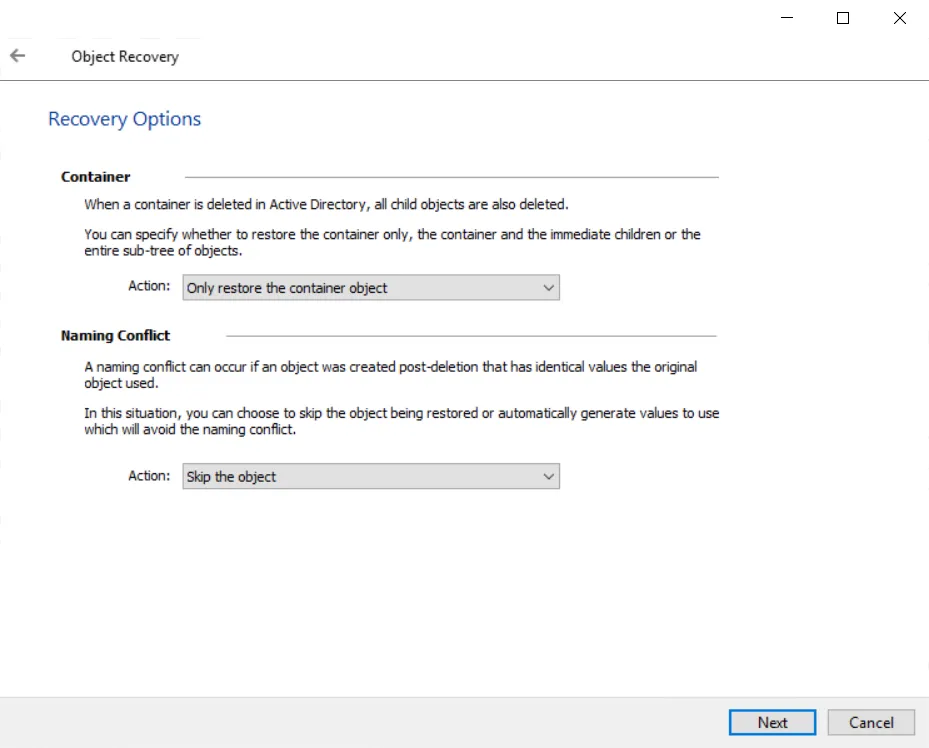 Object Recovery
Recovery Options
Container
When a container is deleted in Active Directory, all child objects are also deleted.
You can specify whether to restore the container only, the container and the immediate children or the
entire sub-tree of objects.
Action: Only restore the container object
Naming Conflict
A naming conflict can occur if an object was created post-deletion that has identical values the original
object used.
In this situation, you can choose to skip the object being restored or automatically generate values to use
which will avoid the naming conflict.
Action: Skip the object
Next Cancel